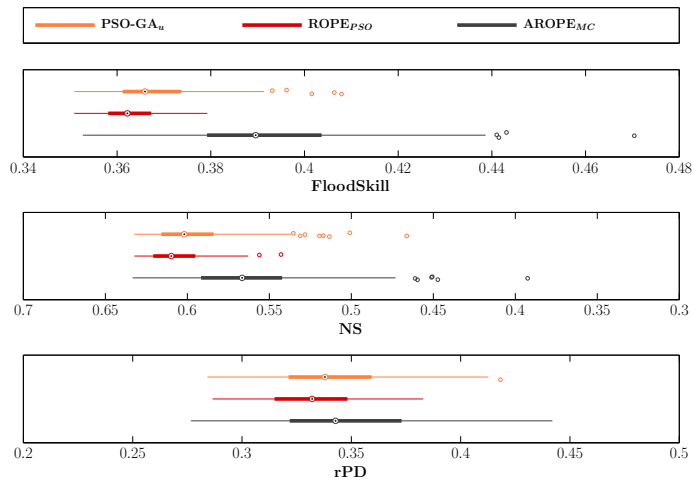 PSO-GAu ROPEPSO AROPEMC
0.34 0.36 0.38 0.4 0.42 0.44 0.46 0.48
FloodSkill
0.7 0.65 0.6 0.55 0.5 0.45 0.4 0.35 0.3
NS
0.2 0.25 0.3 0.35 0.4 0.45 0.5
rPD